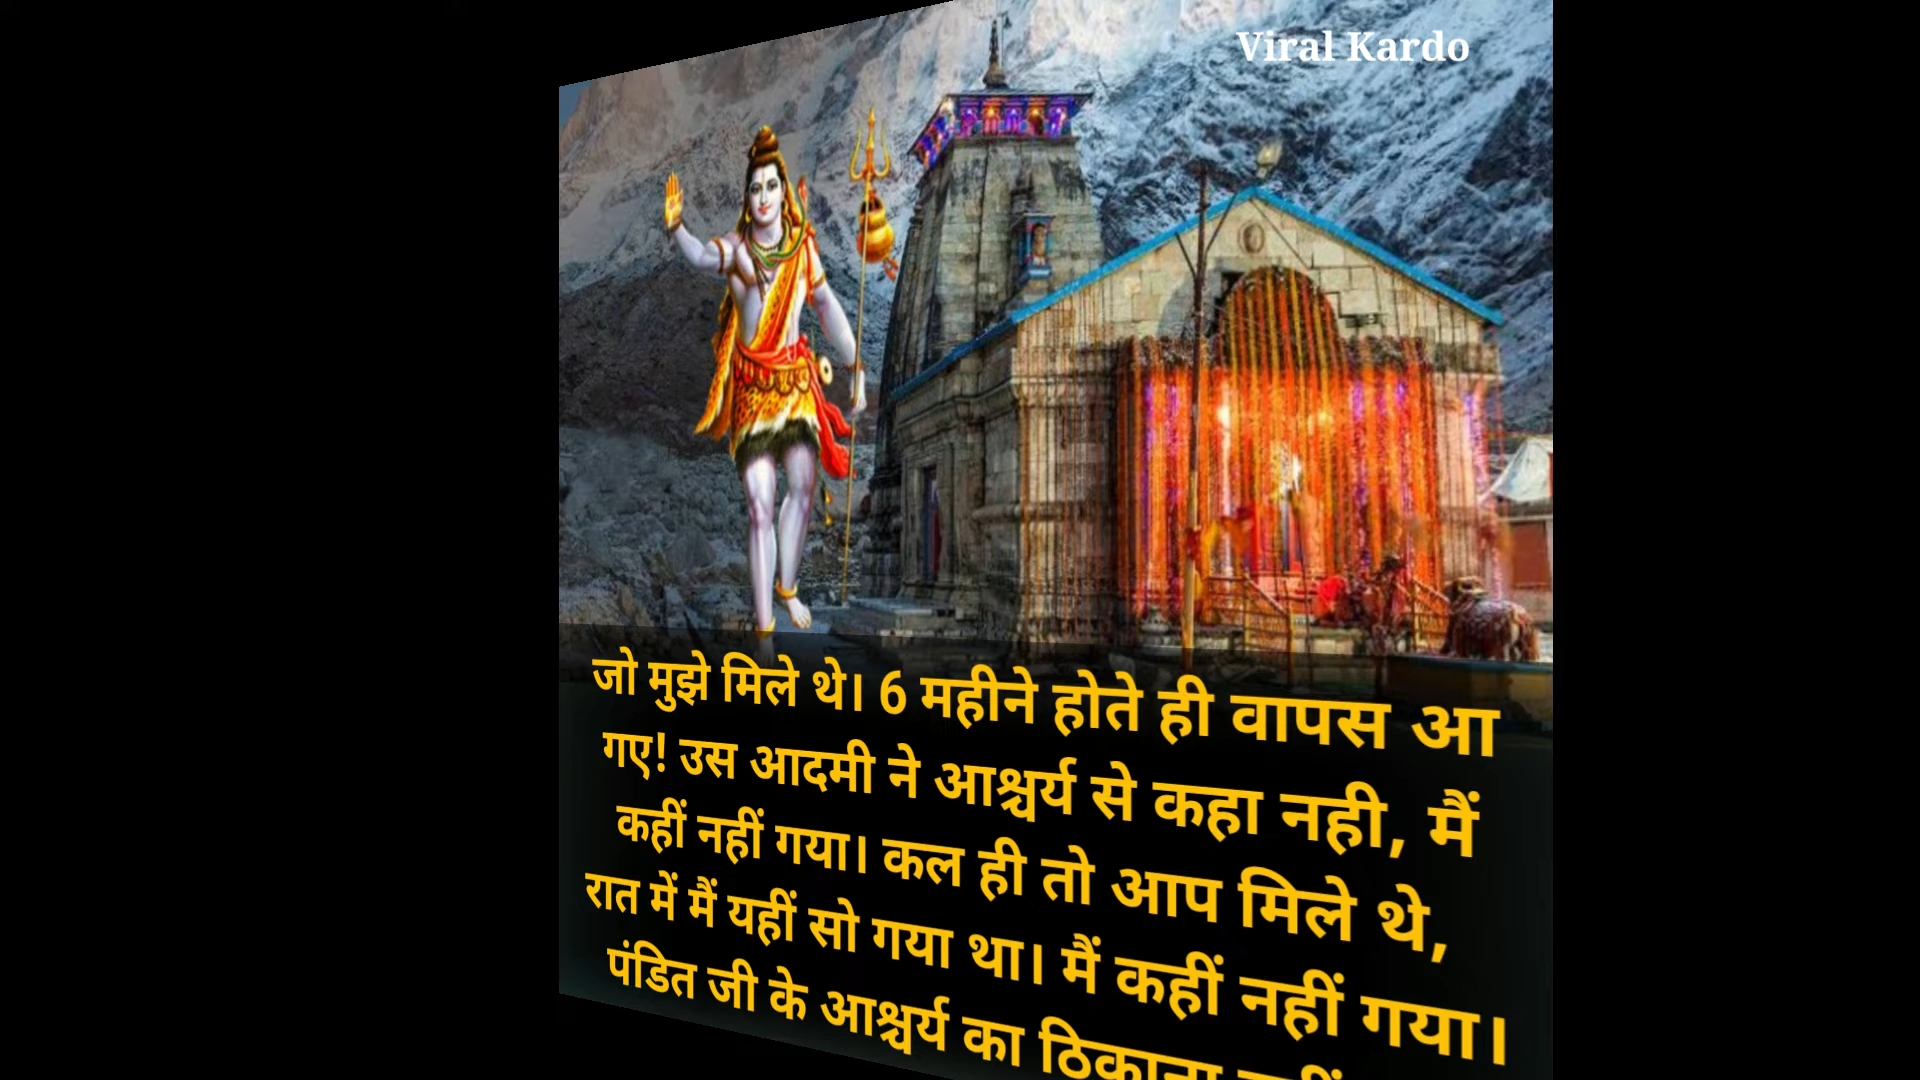 Viral Kardo
जो मुझे मिले थे। 6 महीने होते ही वापस आ
गए! उस आदमी ने आश्चर्य से कहा नही, मैं
कहीं नहीं गया। कल ही तो आप मिले थे,
रात में मैं यहीं सो गया था। मैं कहीं नहीं गया।
पंडित जी के आश्चर्य का ठिकाना